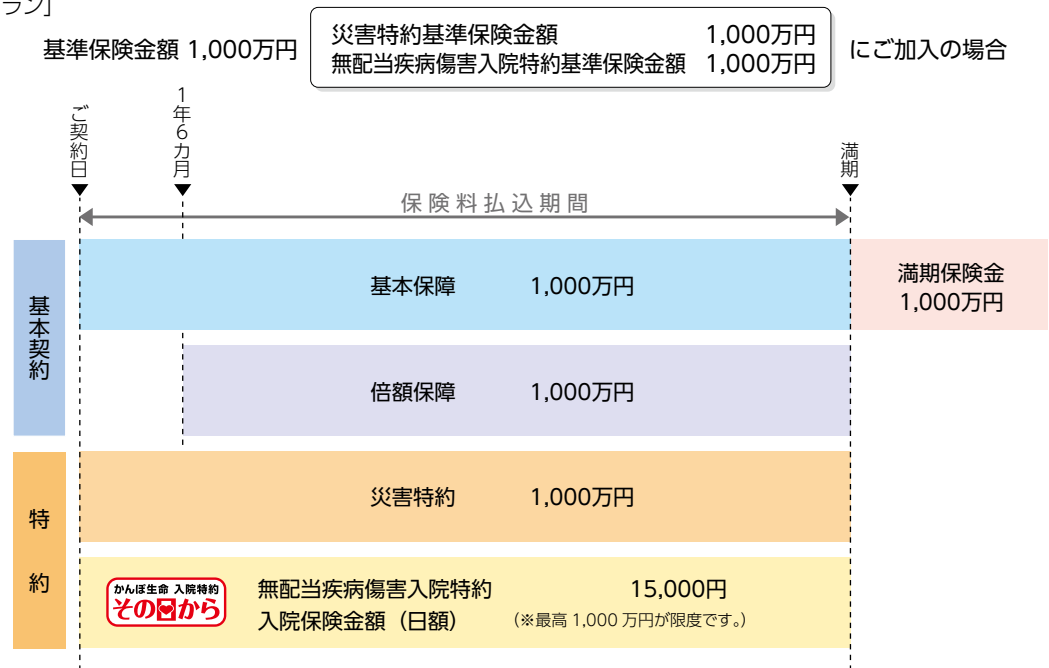 ラン］
基準保険金額 1,000万円
災害特約基準保険金額 1,000万円
無配当疾病傷害入院特約基準保険金額 1,000万円
にご加入の場合
ご契約日
1年6カ月
満期
保険料払込期間
基本契約
基本保障 1,000万円
満期保険金
1,000万円
倍額保障 1,000万円
特約
災害特約 1,000万円
かんぽ生命 入院特約
その日から
無配当疾病傷害入院特約 15,000円
入院保険金額（日額） （※最高 1,000 万円が限度です。）